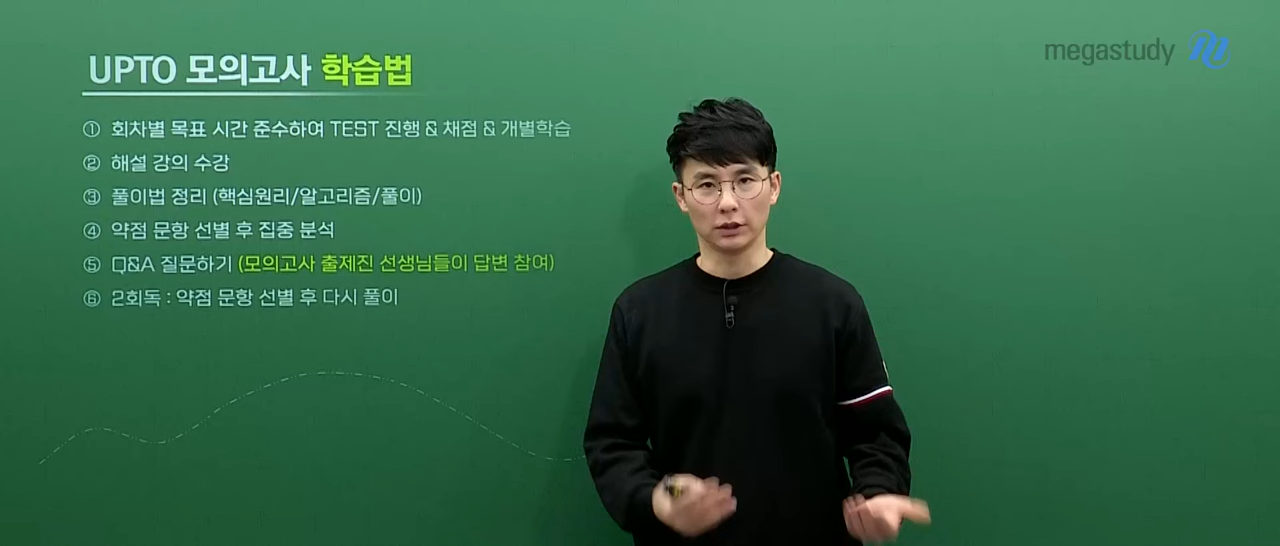 megastudy
UPTO 모의고사 학습법
① 회차별 목표 시간 준수하여 TEST 진행 & 채점 & 개별학습
② 해설 강의 수강
③ 풀이법 정리 (핵심원리/알고리즘/풀이)
④ 약점 문항 선별 후 집중 분석
⑤ Q&A 질문하기 (모의고사 출제진 선생님들이 답변 참여)
⑥ 2회독 : 약점 문항 선별 후 다시 풀이